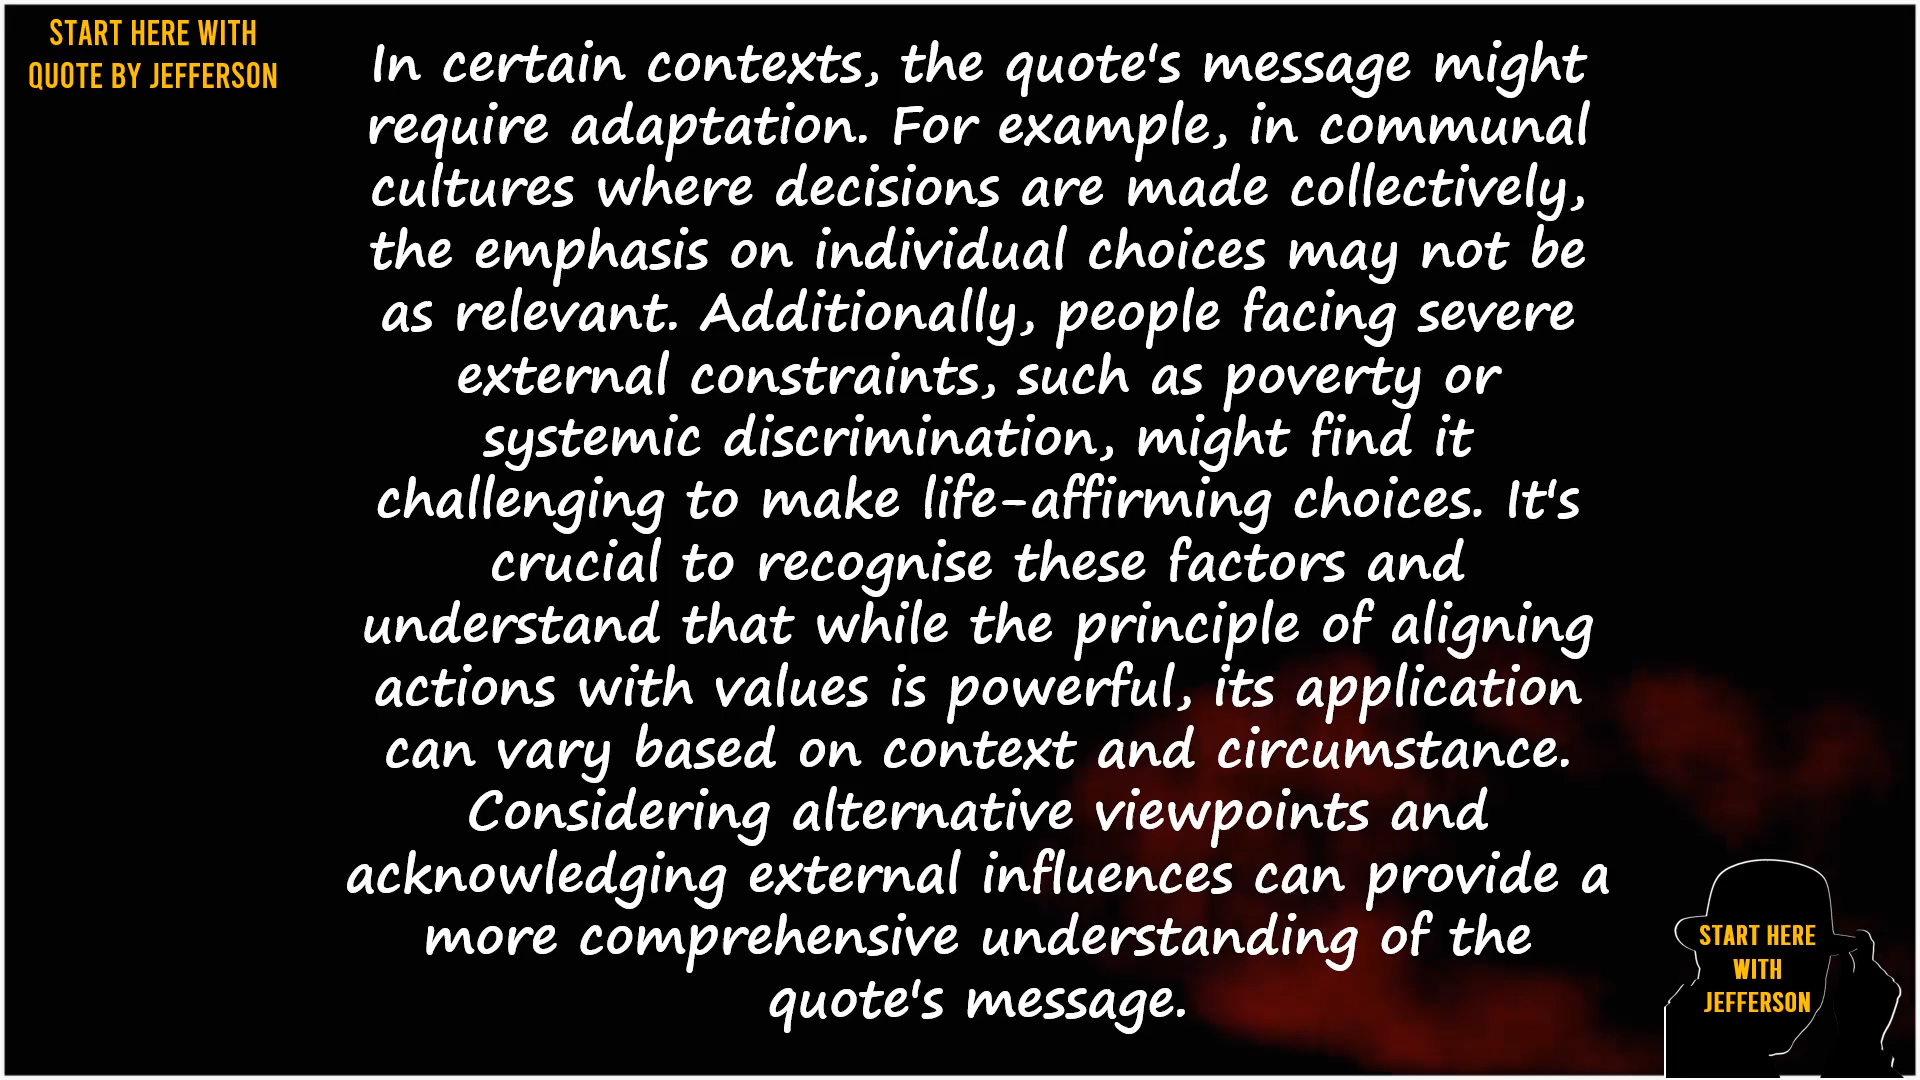 START HERE WITH
QUOTE BY JEFFERSON
In certain contexts, the quote's message might
require adaptation. For example, in communal
cultures where decisions are made collectively,
the emphasis on individual choices may not be
as relevant. Additionally, people facing severe
external constraints, such as poverty or
systemic discrimination, might find it
challenging to make life-affirming choices. It's
crucial to recognise these factors and
understand that while the principle of aligning
actions with values is powerful, its application
can vary based on context and circumstance.
Considering alternative viewpoints and
acknowledging external influences can provide a
more comprehensive understanding of the
quote's message.
START HERE
WITH
JEFFERSON